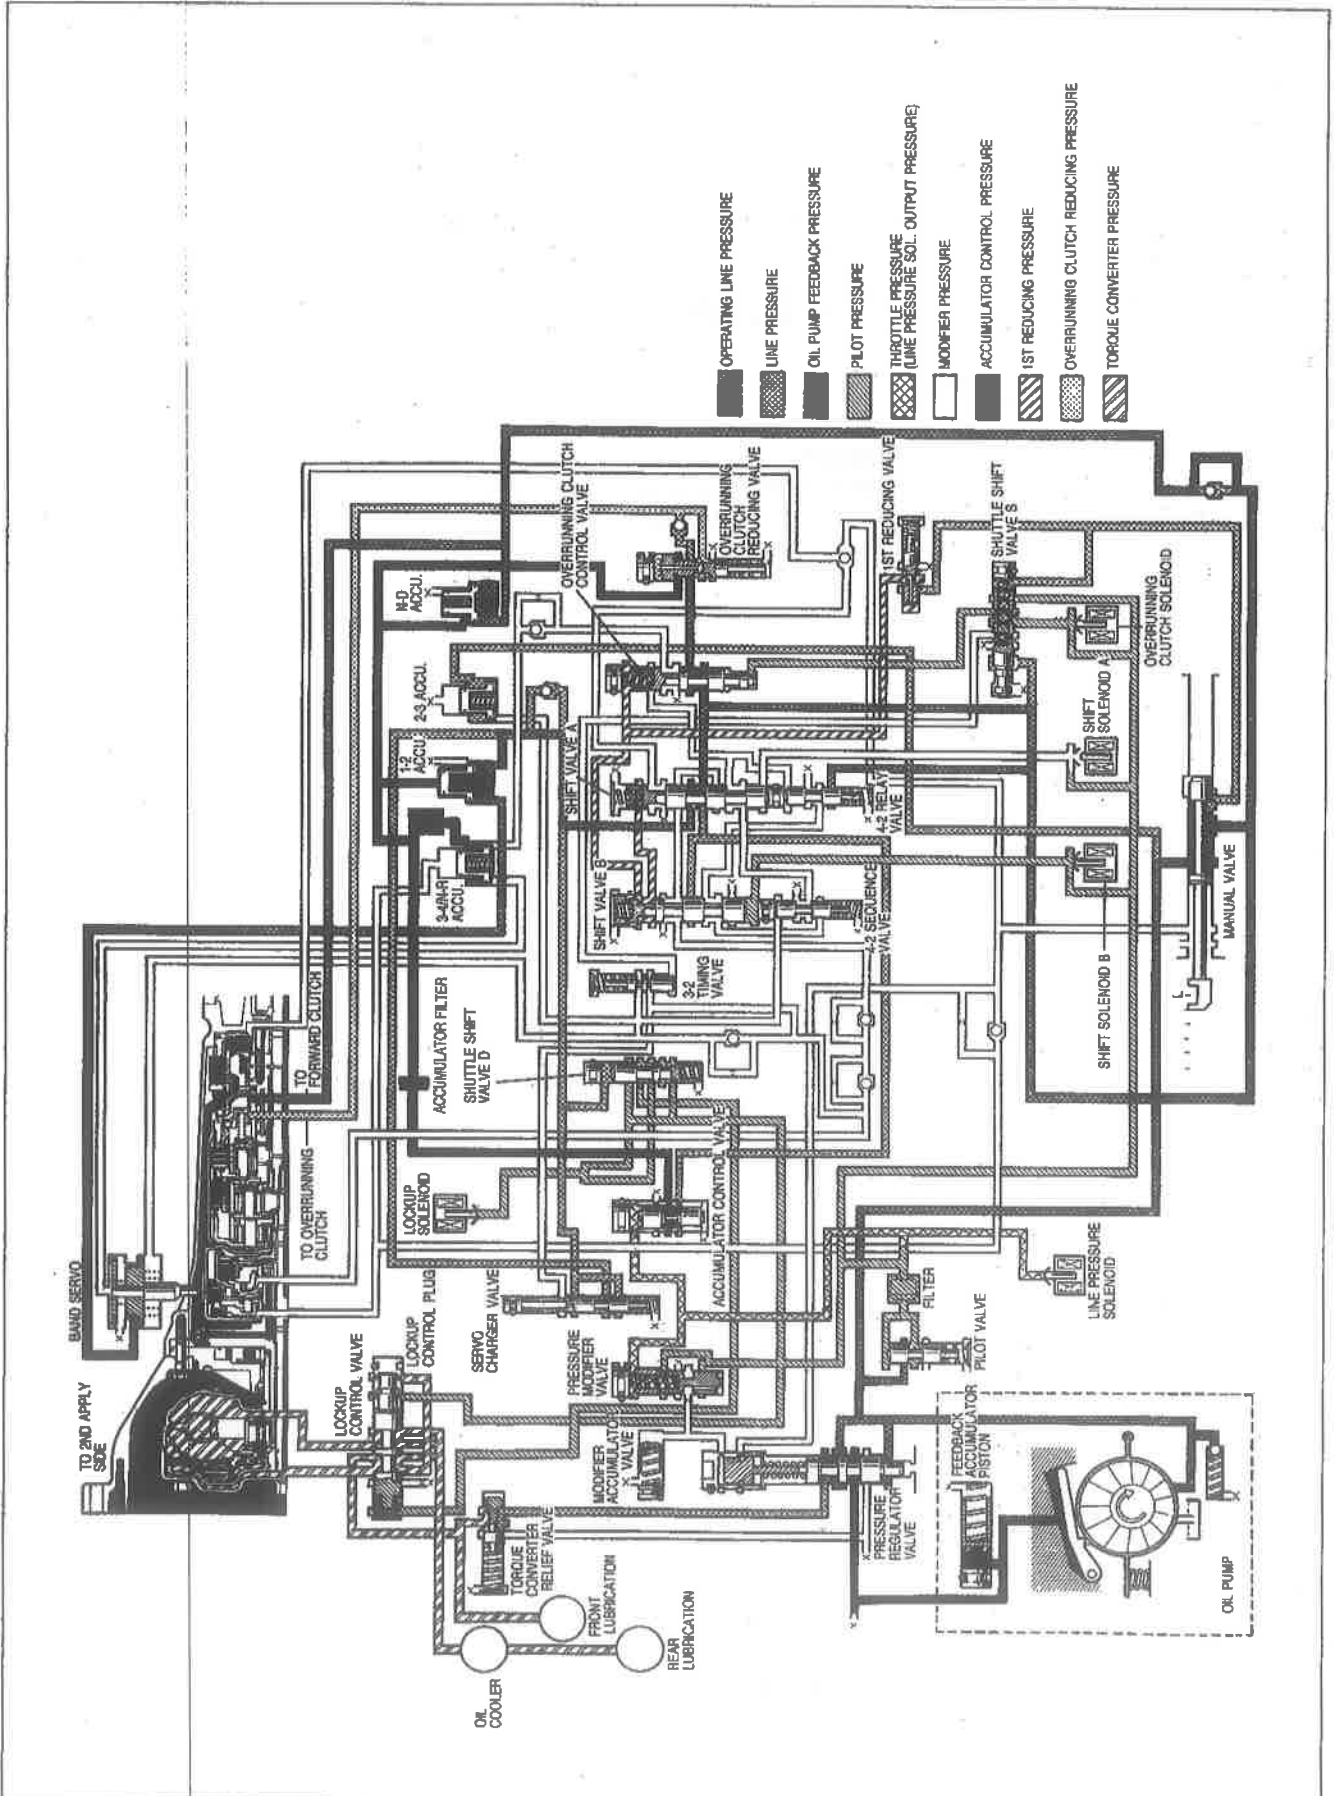 BAND SERVO
TO 2ND APPLY
SIDE
TO OVERRUNNING
CLUTCH
TO
FORWARD CLUTCH
LOCKUP
CONTROL VALVE
LOCKUP
CONTROL PLUG
LOCKUP
SOLENOID
ACCUMULATOR FILTER
SHUTTLE SHIFT
VALVE D
3-4/N-R
ACCU.
1-2
ACCU.
2-3 ACCU.
N-D
ACCU.
OIL
COOLER
FRONT
LUBRICATION
REAR
LUBRICATION
TORQUE
CONVERTER
RELIEF VALVE
SERVO
CHARGER VALVE
PRESSURE
MODIFIER
VALVE
MODIFIER
ACCUMULATOR
VALVE
ACCUMULATOR CONTROL VALVE
3-2
TIMING
VALVE
SHIFT VALVE B
SHIFT VALVE A
OVERRUNNING CLUTCH
CONTROL VALVE
OVERRUNNING
CLUTCH
REDUCING VALVE
4-2 SEQUENCE
VALVE
4-2 RELAY
VALVE
1ST REDUCING VALVE
PRESSURE
REGULATOR
VALVE
FEEDBACK
ACCUMULATOR
PISTON
PILOT VALVE
FILTER
LINE PRESSURE
SOLENOID
OIL PUMP
SHUTTLE SHIFT
VALVE S
SHIFT SOLENOID B
SHIFT
SOLENOID A
OVERRUNNING
CLUTCH SOLENOID
MANUAL VALVE
L
OPERATING LINE PRESSURE
LINE PRESSURE
OIL PUMP FEEDBACK PRESSURE
PILOT PRESSURE
THROTTLE PRESSURE
(LINE PRESSURE SOL. OUTPUT PRESSURE)
MODIFIER PRESSURE
ACCUMULATOR CONTROL PRESSURE
1ST REDUCING PRESSURE
OVERRUNNING CLUTCH REDUCING PRESSURE
TORQUE CONVERTER PRESSURE